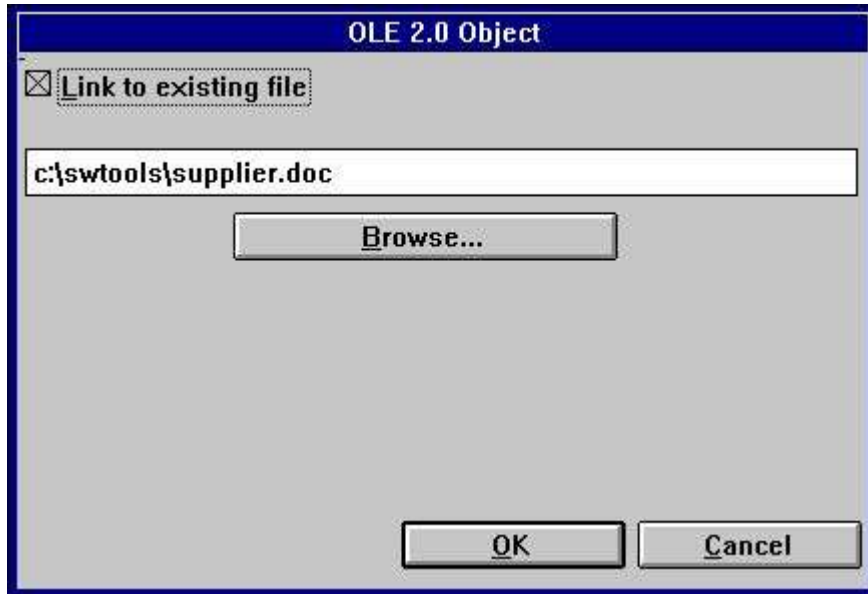 OLE 2.0 Object
Link to existing file
c:\swtools\supplier.doc
Browse...
OK Cancel